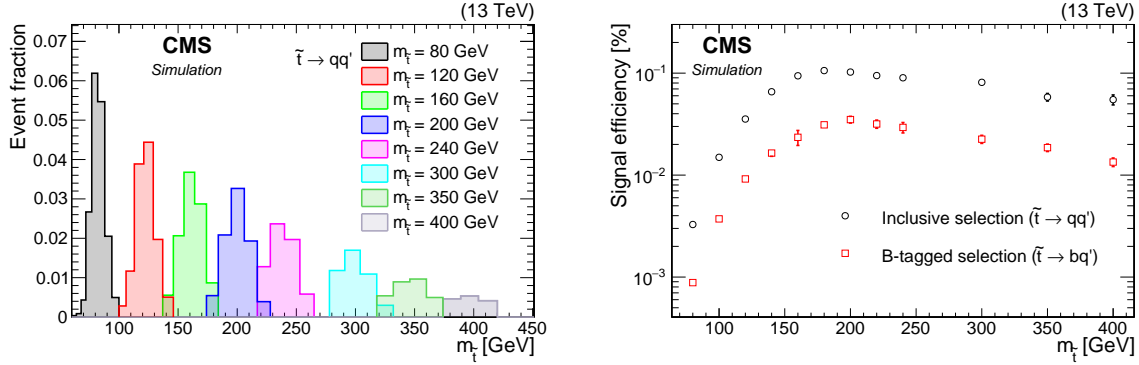 (13 TeV)
CMS
Simulation
t̃ → qq'
m_t̃ = 80 GeV
m_t̃ = 120 GeV
m_t̃ = 160 GeV
m_t̃ = 200 GeV
m_t̃ = 240 GeV
m_t̃ = 300 GeV
m_t̃ = 350 GeV
m_t̃ = 400 GeV
Event fraction
0.07
0.06
0.05
0.04
0.03
0.02
0.01
0
100 150 200 250 300 350 400 450
m_t̃ [GeV]
(13 TeV)
CMS
Simulation
Signal efficiency [%]
10⁻¹
10⁻²
10⁻³
Inclusive selection (t̃ → qq')
B-tagged selection (t̃ → bq')
100 150 200 250 300 350 400
m_t̃ [GeV]